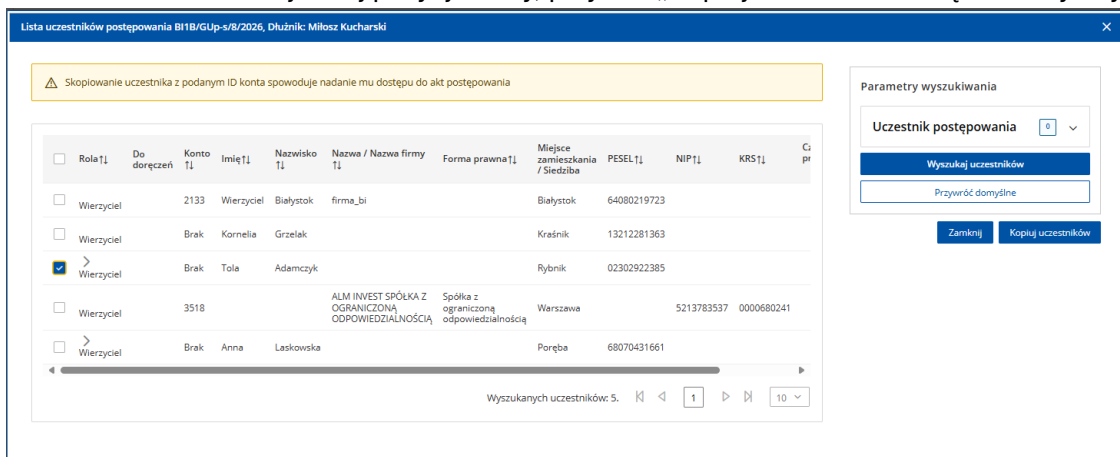 Lista uczestników postępowania BI1B/GUp-s/8/2026, Dłużnik: Miłosz Kucharski
Skopiowanie uczestnika z podanym ID konta spowoduje nadanie mu dostępu do akt postępowania
Parametry wyszukiwania
Uczestnik postępowania 0
Wyszukaj uczestników
Przywróć domyślne
Zamknij Kopiuj uczestników
Rola↑↓ Do doręczeń Konto ↑↓ Imię↑↓ Nazwisko ↑↓ Nazwa / Nazwa firmy ↑↓ Forma prawna↑↓ Miejsce zamieszkania / Siedziba PESEL↑↓ NIP↑↓ KRS↑↓
Wierzyciel 2133 Wierzyciel Białystok firma_bi Białystok 64080219723
Wierzyciel Brak Kornelia Grzelak Kraśnik 13212281363
Wierzyciel Brak Tola Adamczyk Rybnik 02302922385
Wierzyciel 3518 ALM INVEST SPÓŁKA Z OGRANICZONĄ ODPOWIEDZIALNOŚCIĄ Spółka z ograniczoną odpowiedzialnością Warszawa 5213783537 0000680241
Wierzyciel Brak Anna Laskowska Poręba 68070431661
Wyszukanych uczestników: 5. 1 10